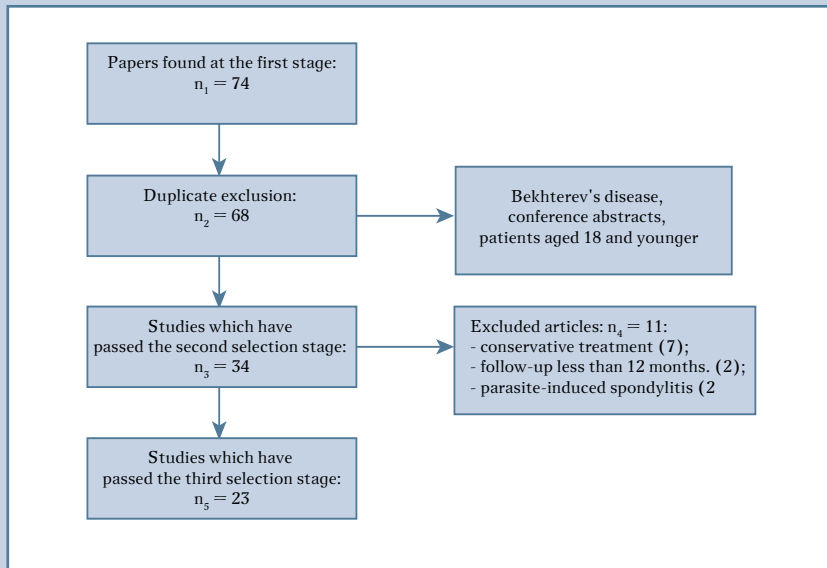 Papers found at the first stage:
n₁ = 74
Duplicate exclusion:
n₂ = 68
Bekhterev's disease,
conference abstracts,
patients aged 18 and younger
Studies which have
passed the second selection stage:
n₃ = 34
Excluded articles: n₄ = 11:
- conservative treatment (7);
- follow-up less than 12 months. (2);
- parasite-induced spondylitis (2
Studies which have
passed the third selection stage:
n₅ = 23